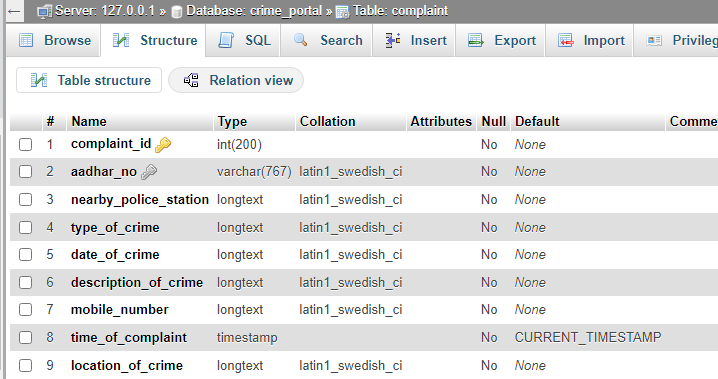 Server: 127.0.0.1 » Database: crime_portal » Table: complaint
Browse Structure SQL Search Insert Export Import Privileg
Table structure Relation view
# Name Type Collation Attributes Null Default Comme
1 complaint_id int(200) No None
2 aadhar_no varchar(767) latin1_swedish_ci No None
3 nearby_police_station longtext latin1_swedish_ci No None
4 type_of_crime longtext latin1_swedish_ci No None
5 date_of_crime longtext latin1_swedish_ci No None
6 description_of_crime longtext latin1_swedish_ci No None
7 mobile_number longtext latin1_swedish_ci No None
8 time_of_complaint timestamp No CURRENT_TIMESTAMP
9 location_of_crime longtext latin1_swedish_ci No None